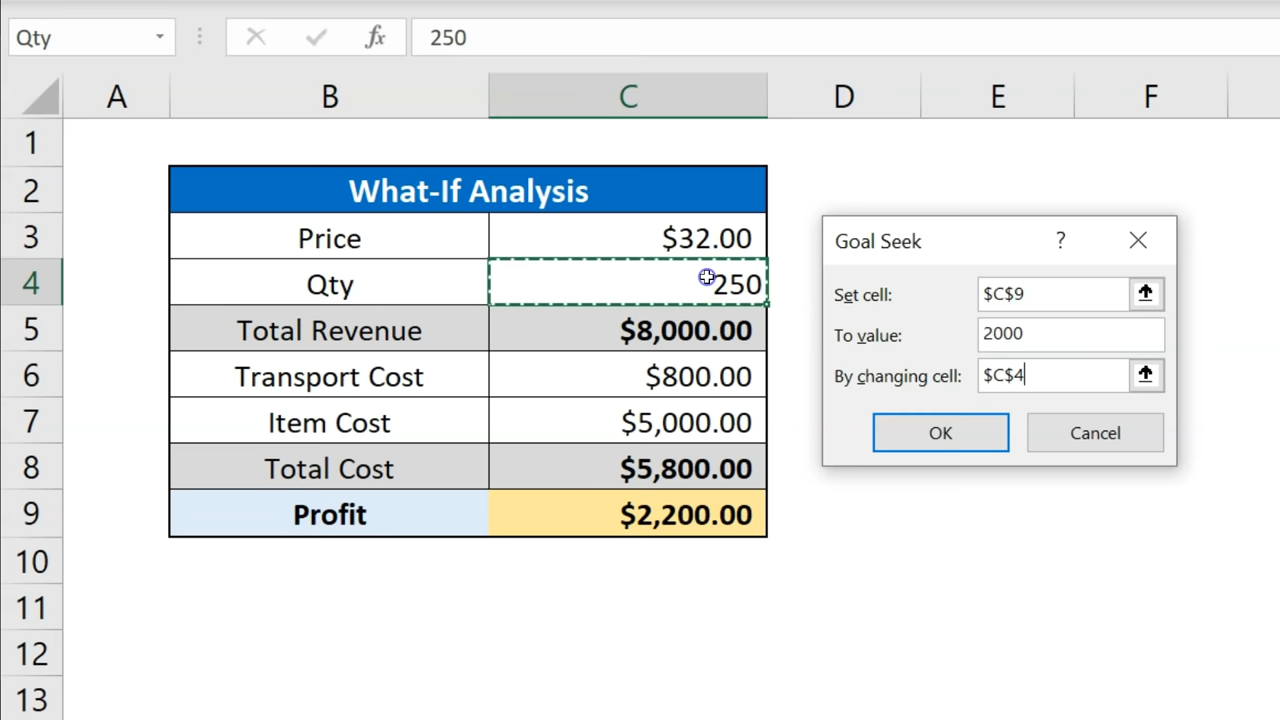 Qty
fx
250
A B C D E F
1
2 What-If Analysis
3 Price $32.00
4 Qty 250
5 Total Revenue $8,000.00
6 Transport Cost $800.00
7 Item Cost $5,000.00
8 Total Cost $5,800.00
9 Profit $2,200.00
10
11
12
13
Goal Seek ?
Set cell: $C$9
To value: 2000
By changing cell: $C$4
OK Cancel